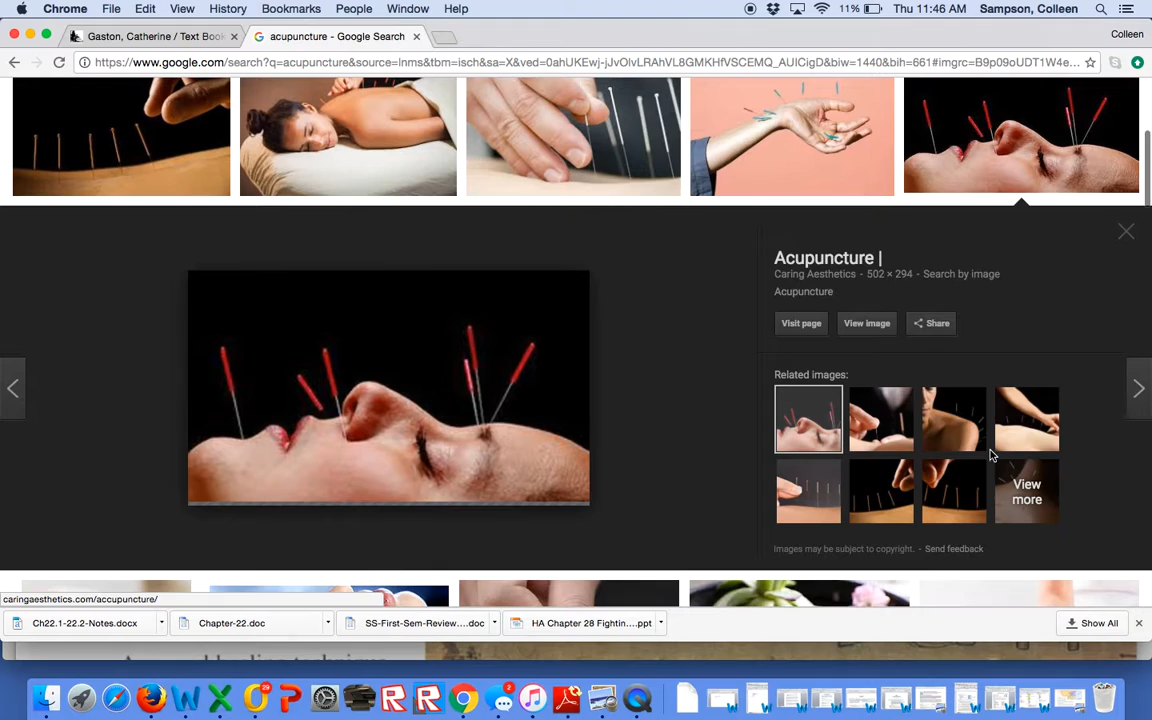 Chrome File Edit View History Bookmarks People Window Help 11% Thu 11:46 AM Sampson, Colleen
Gaston, Catherine / Text Book acupuncture - Google Search Colleen
https://www.google.com/search?q=acupuncture&source=lnms&tbm=isch&sa=X&ved=0ahUKEwj-jJvOlvLRAhVL8GMKHfVSCEMQ_AUICigD&biw=1440&bih=661#imgrc=B9p09oUDT1W4e...
Acupuncture |
Caring Aesthetics - 502 × 294 - Search by image
Acupuncture
Visit page View image Share
Related images:
View
more
Images may be subject to copyright. - Send feedback
caringaesthetics.com/accupuncture/
Ch22.1-22.2-Notes.docx Chapter-22.doc SS-First-Sem-Review....doc HA Chapter 28 Fightin....ppt Show All
29 2